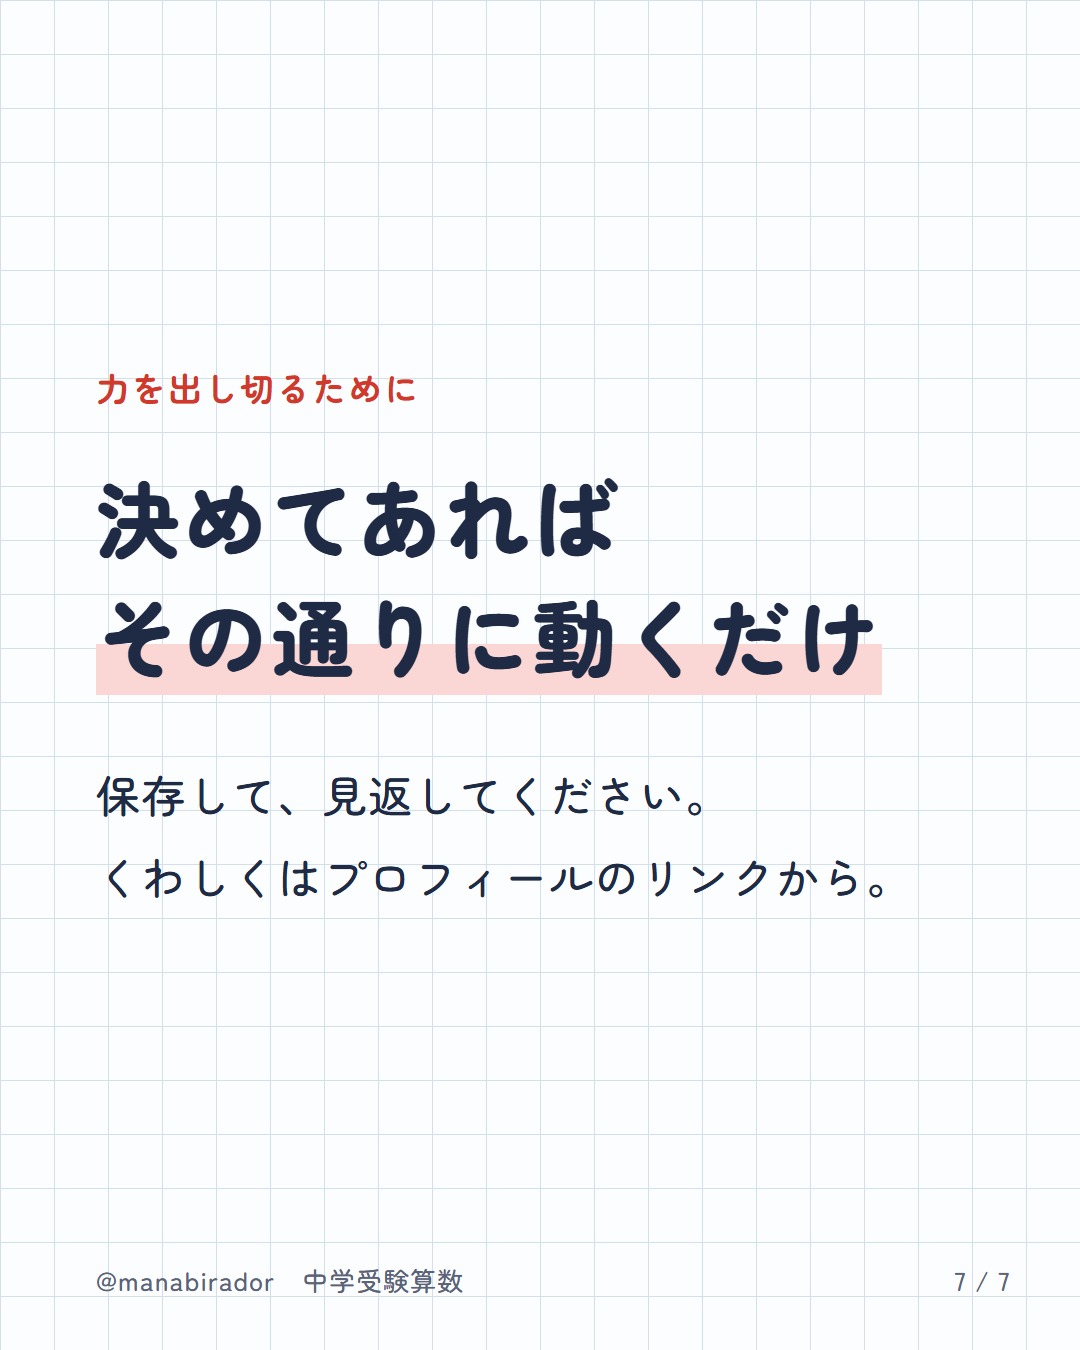 力を出し切るために
決めてあれば
その通りに動くだけ
保存して、見返してください。
くわしくはプロフィールのリンクから。
@manabirador　中学受験算数
7 / 7